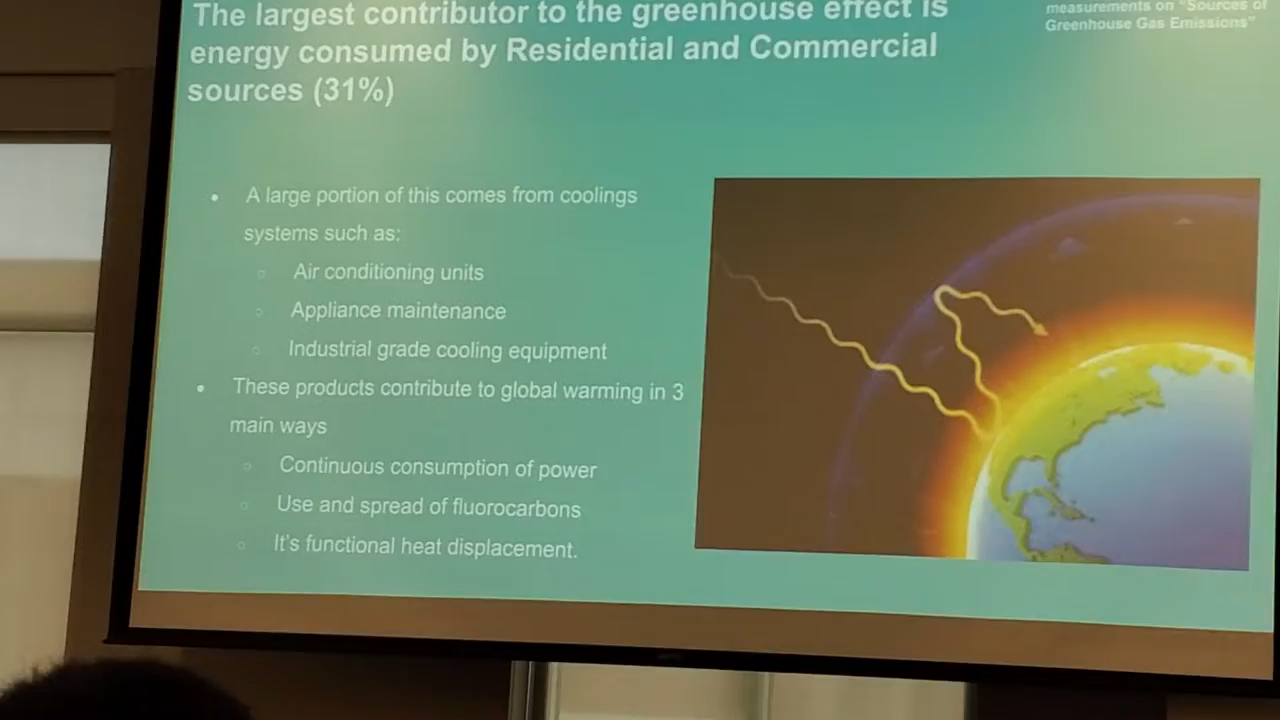 The largest contributor to the greenhouse effect is
energy consumed by Residential and Commercial
sources (31%)
measurements on "Sources of
Greenhouse Gas Emissions"
A large portion of this comes from coolings
systems such as:
Air conditioning units
Appliance maintenance
Industrial grade cooling equipment
These products contribute to global warming in 3
main ways
Continuous consumption of power
Use and spread of fluorocarbons
It's functional heat displacement.